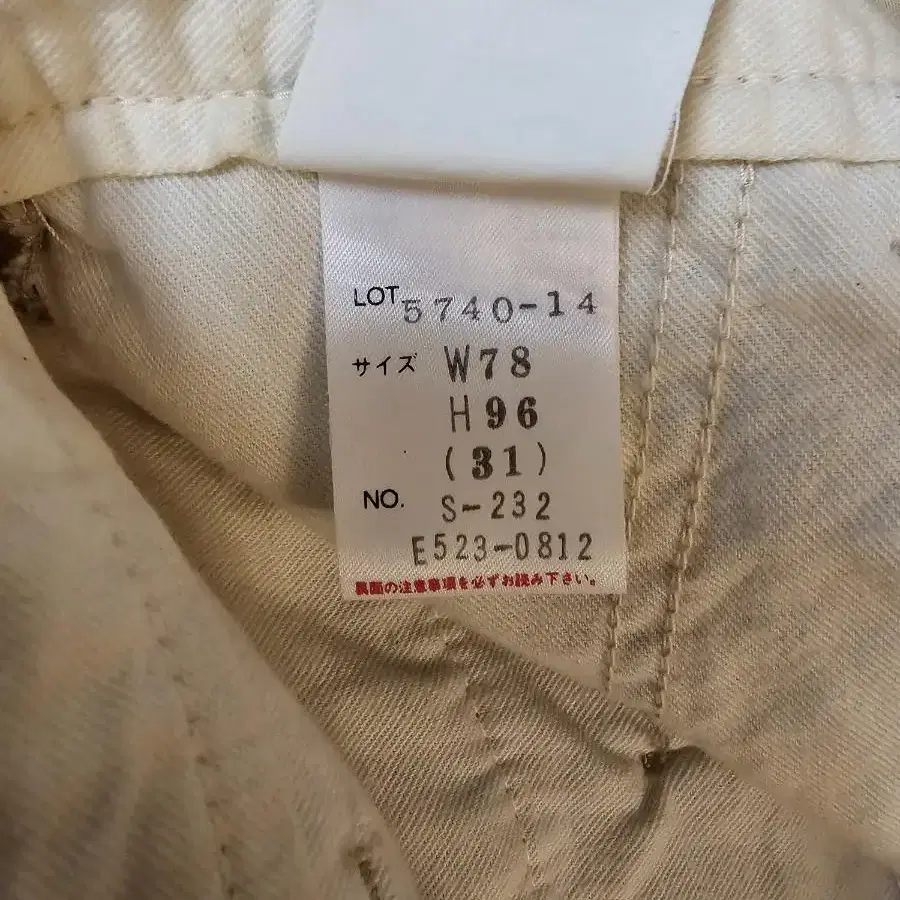 LOT 5740-14
サイズ W78
H96
(31)
NO. S-232
E523-0812
裏面の注意事項を必ずお読み下さい。